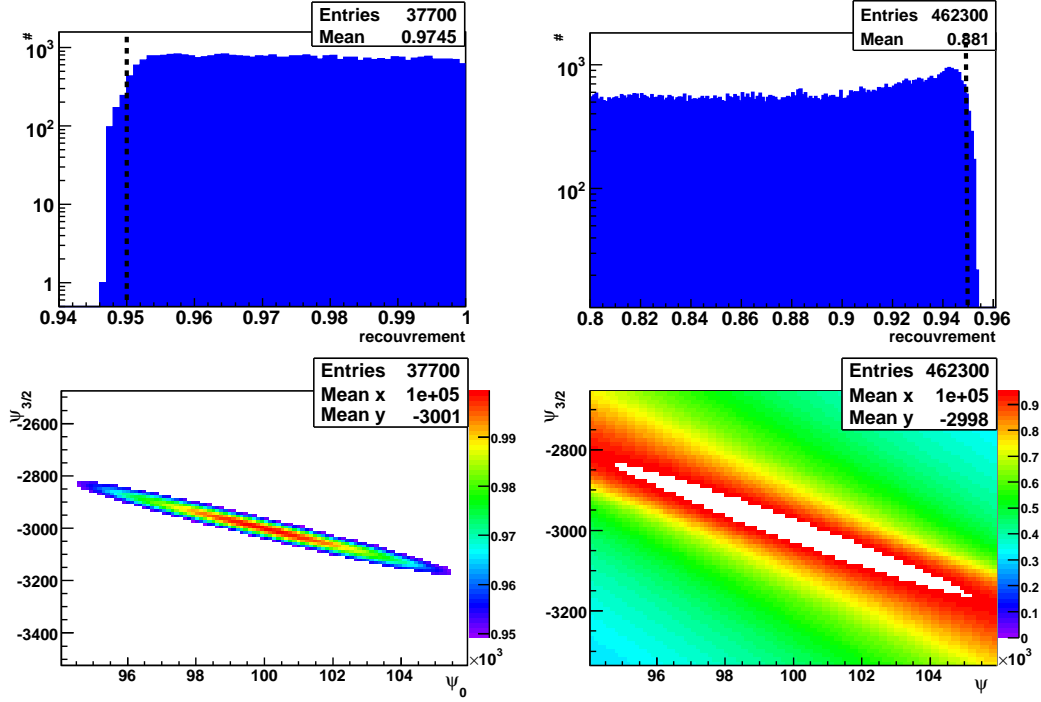 Entries 37700
Mean 0.9745
#
10³
10²
10
1
0.94 0.95 0.96 0.97 0.98 0.99 1
recouvrement
Entries 462300
Mean 0.881
#
10³
10²
0.8 0.82 0.84 0.86 0.88 0.9 0.92 0.94 0.96
recouvrement
Entries 37700
Mean x 1e+05
Mean y -3001
ψ3/2
-2600
-2800
-3000
-3200
-3400
0.99
0.98
0.97
0.96
0.95
×10³
96 98 100 102 104
ψ0
Entries 462300
Mean x 1e+05
Mean y -2998
ψ3/2
-2800
-3000
-3200
0.9
0.8
0.7
0.6
0.5
0.4
0.3
0.2
0.1
0
×10³
96 98 100 102 104
ψ